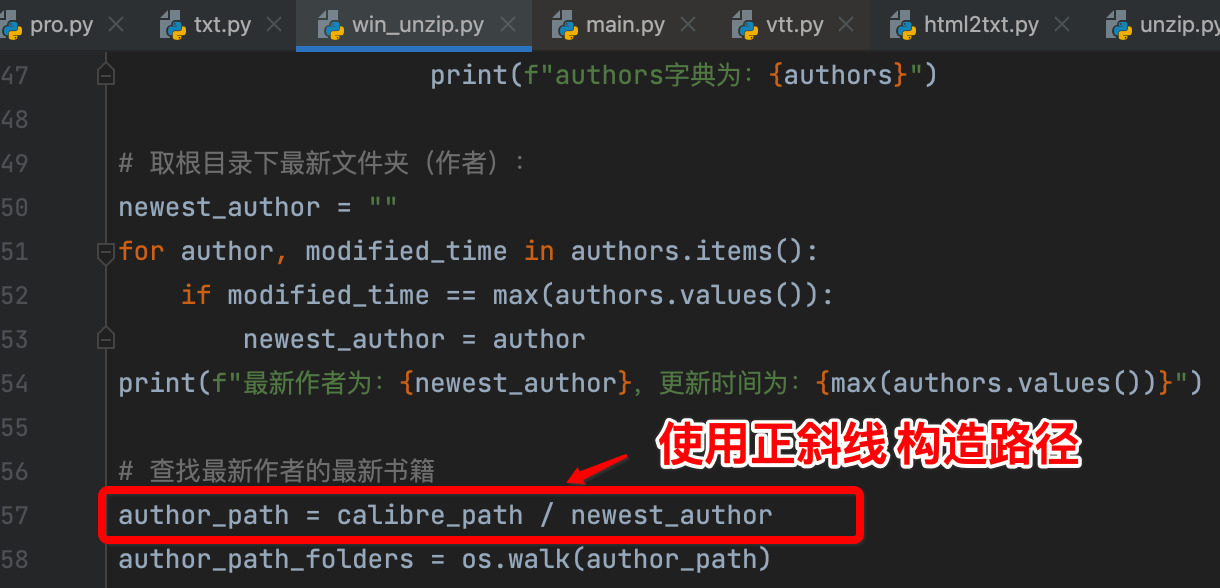 pro.py txt.py win_unzip.py main.py vtt.py html2txt.py unzip.py
47 print(f"authors字典为：{authors}")
48
49 # 取根目录下最新文件夹（作者）：
50 newest_author = ""
51 for author, modified_time in authors.items():
52 if modified_time == max(authors.values()):
53 newest_author = author
54 print(f"最新作者为：{newest_author}，更新时间为：{max(authors.values())}")
55
使用正斜线 构造路径
56 # 查找最新作者的最新书籍
57 author_path = calibre_path / newest_author
58 author_path_folders = os.walk(author_path)